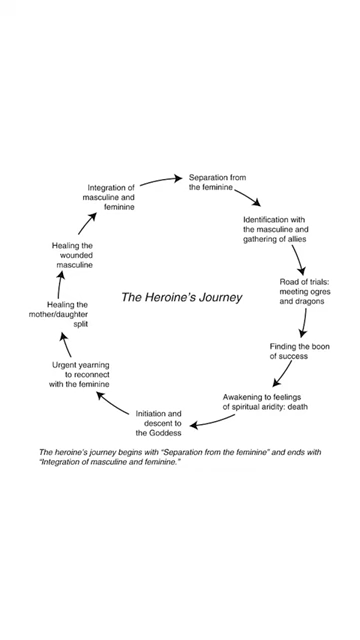 Separation from
the feminine
Identification with
the masculine and
gathering of allies
Road of trials:
meeting ogres
and dragons
Finding the boon
of success
Awakening to feelings
of spiritual aridity: death
Initiation and
descent to
the Goddess
Urgent yearning
to reconnect
with the feminine
Healing the
mother/daughter
split
Healing the
wounded
masculine
Integration of
masculine and
feminine
The Heroine's Journey
The heroine's journey begins with “Separation from the feminine” and ends with
“Integration of masculine and feminine.”